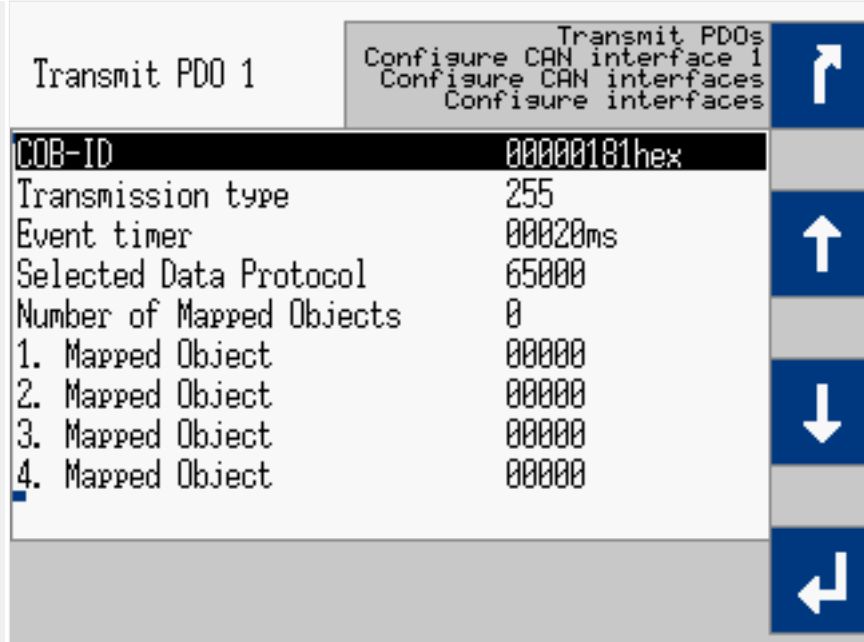 Transmit PDO 1
Transmit PDOs
Configure CAN interface 1
Configure CAN interfaces
Configure interfaces
COB-ID 00000181hex
Transmission type 255
Event timer 00020ms
Selected Data Protocol 65000
Number of Mapped Objects 0
1. Mapped Object 00000
2. Mapped Object 00000
3. Mapped Object 00000
4. Mapped Object 00000